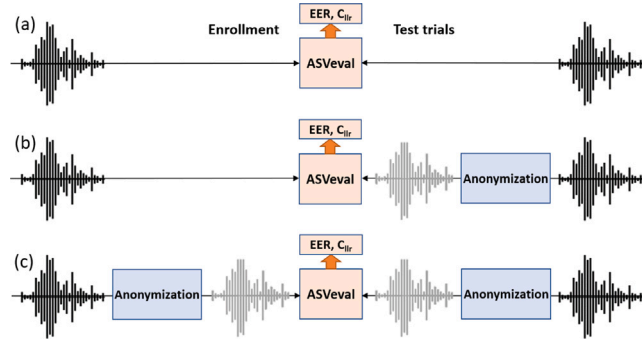 (a)
EER, Cllr
Enrollment
Test trials
ASVeval
(b)
EER, Cllr
ASVeval
Anonymization
(c)
EER, Cllr
Anonymization
ASVeval
Anonymization